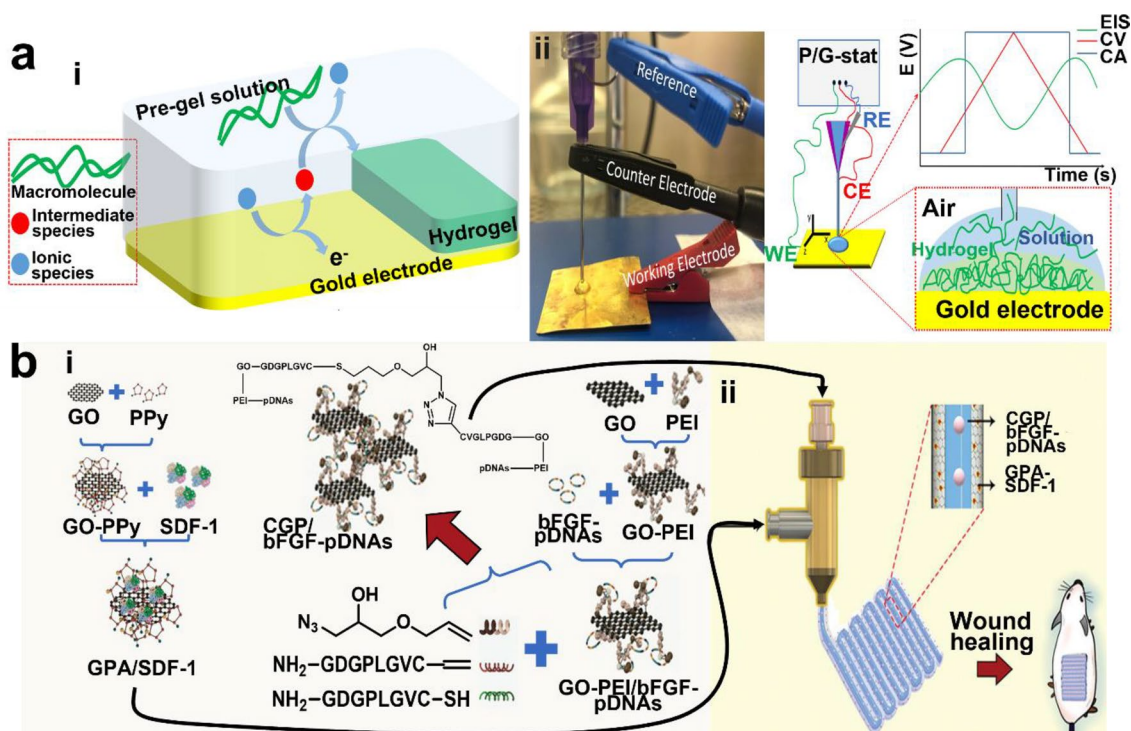 a
i
Pre-gel solution
Macromolecule
Intermediate
species
Ionic
species
e-
Hydrogel
Gold electrode
ii
Reference
Counter Electrode
Working Electrode
P/G-stat
RE
CE
WE
y
x
z
E (V)
EIS
CV
CA
Time (s)
Air
Solution
Hydrogel
Gold electrode
b
i
GO
PPy
GO-PPy
SDF-1
GPA/SDF-1
GO—GDGPLGVC—S
OH
O
PEI—pDNAs
N
N
N
CVGLPGDG—GO
pDNAs—PEI
CGP/
bFGF-pDNAs
GO
PEI
bFGF-
pDNAs
GO-PEI
OH
N3
O
NH2—GDGPLGVC
NH2—GDGPLGVC—SH
GO-PEI/bFGF-
pDNAs
ii
CGP/
bFGF-
pDNAs
GPA-
SDF-1
Wound
healing